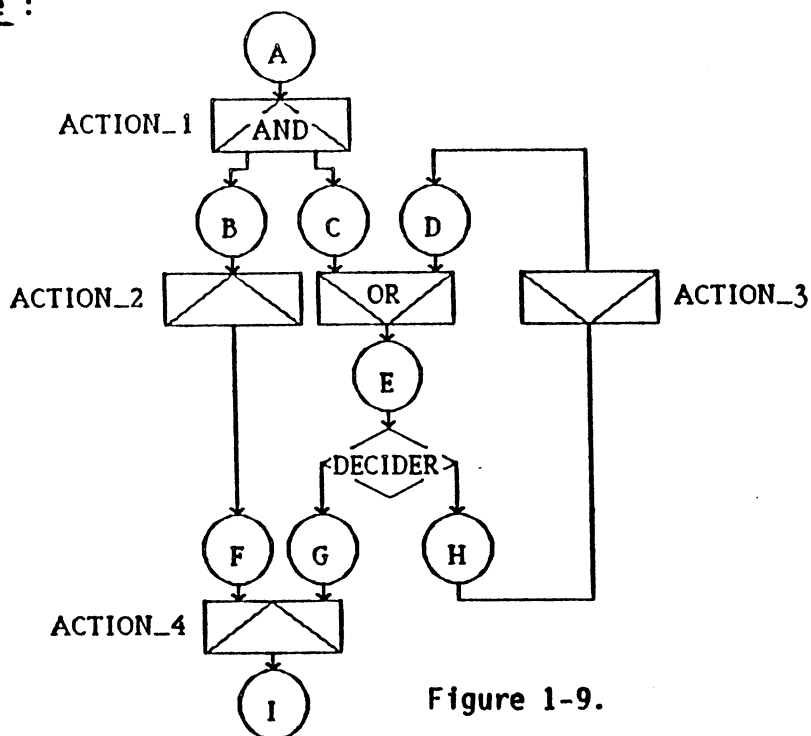 :
A
ACTION_1 AND
B C D
ACTION_2 OR ACTION_3
E
DECIDER
F G H
ACTION_4
I
Figure 1-9.